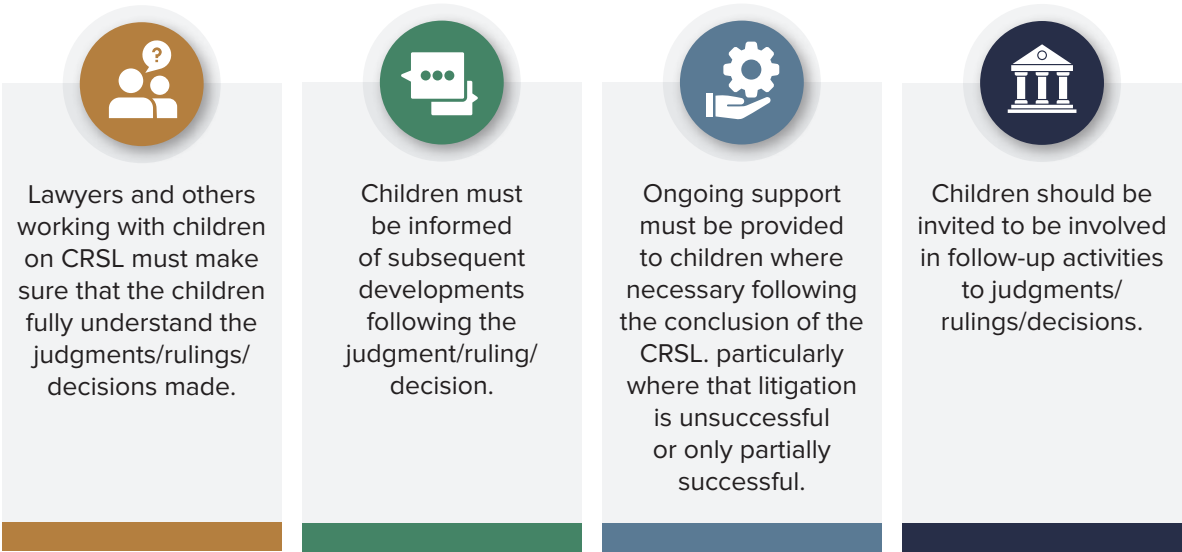 ?
Lawyers and others
working with children
on CRSL must make
sure that the children
fully understand the
judgments/rulings/
decisions made.
Children must
be informed
of subsequent
developments
following the
judgment/ruling/
decision.
Ongoing support
must be provided
to children where
necessary following
the conclusion of the
CRSL. particularly
where that litigation
is unsuccessful
or only partially
successful.
Children should be
invited to be involved
in follow-up activities
to judgments/
rulings/decisions.